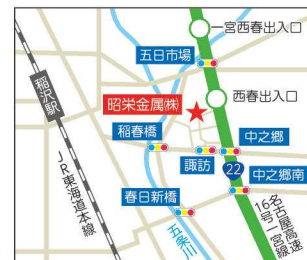 一宮西春出入口
五日市場
稲沢駅
昭栄金属㈱
西春出入口
稲春橋
中之郷
諏訪
22
中之郷南
春日新橋
JR東海道本線
五条川
名古屋高速
16号一宮線